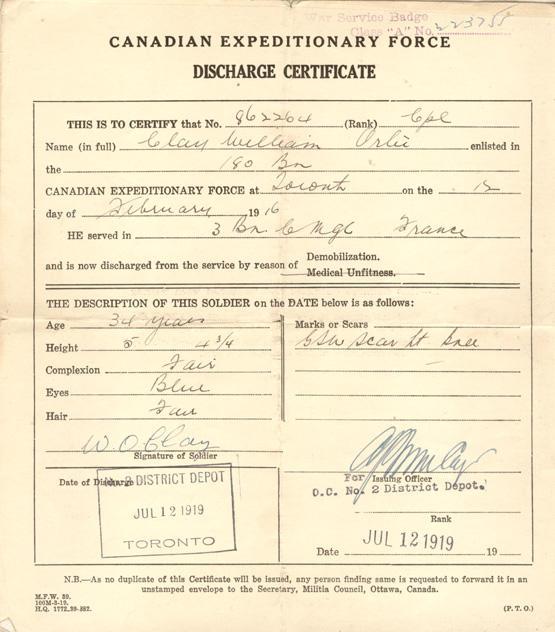 War Service Badge
Class "A" No. 223755
CANADIAN EXPEDITIONARY FORCE
DISCHARGE CERTIFICATE
THIS IS TO CERTIFY that No. 862264 (Rank) Cpl
Name (in full) Clay William Orlie enlisted in
the 180 Bn
CANADIAN EXPEDITIONARY FORCE at Toronto on the 12
day of February 1916
HE served in 3 Bn C M G C France
and is now discharged from the service by reason of Demobilization.
Medical Unfitness.
THE DESCRIPTION OF THIS SOLDIER on the DATE below is as follows:
Age 34 years
Height 5 4 3/4
Complexion Fair
Eyes Blue
Hair Fair
Marks or Scars
GSW scar Lt knee
W. O Clay
Signature of Soldier
Date of Discharge
No. 2 DISTRICT DEPOT
JUL 12 1919
TORONTO
For Issuing Officer
O.C. No. 2 District Depot.
Rank
Date JUL 12 1919 19
N.B.—As no duplicate of this Certificate will be issued, any person finding same is requested to forward it in an
unstamped envelope to the Secretary, Militia Council, Ottawa, Canada.
M.F.W. 39.
100M-3-19.
H.Q. 1772-39-882.
(P. T. O.)